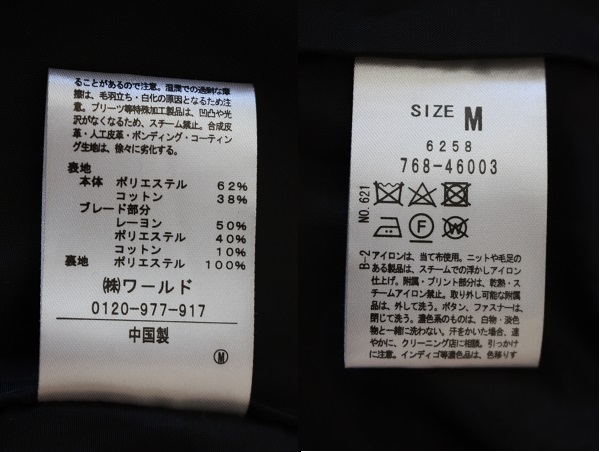 ることがあるので注意。湿潤での過剰な摩
擦は、毛羽立ち・白化の原因となるため注
意。プリーツ等特殊加工製品は、凹凸や光
沢がなくなるため、スチーム禁止。合成皮
革・人工皮革・ボンディング・コーティン
グ生地は、徐々に劣化する。
表地
本体 ポリエステル 62%
コットン 38%
ブレード部分
レーヨン 50%
ポリエステル 40%
コットン 10%
裏地 ポリエステル 100%
㈱ワールド
0120-977-917
中国製
M
SIZE M
6258
768-46003
NO.621
F
W
B-2
アイロンは、当て布使用。ニットや毛足の
ある製品は、スチームでの浮かしアイロン
仕上げ。附属・プリント部分は、乾熱・ス
チームアイロン禁止。取り外し可能な附属
品は、外して洗う。ボタン、ファスナーは、
閉じて洗う。濃色系のものは、白物・淡色
物と一緒に洗わない。汗をかいた場合、速
やかに、クリーニング店に相談。引っかけ
に注意。インディゴ等濃色品は、色移りす